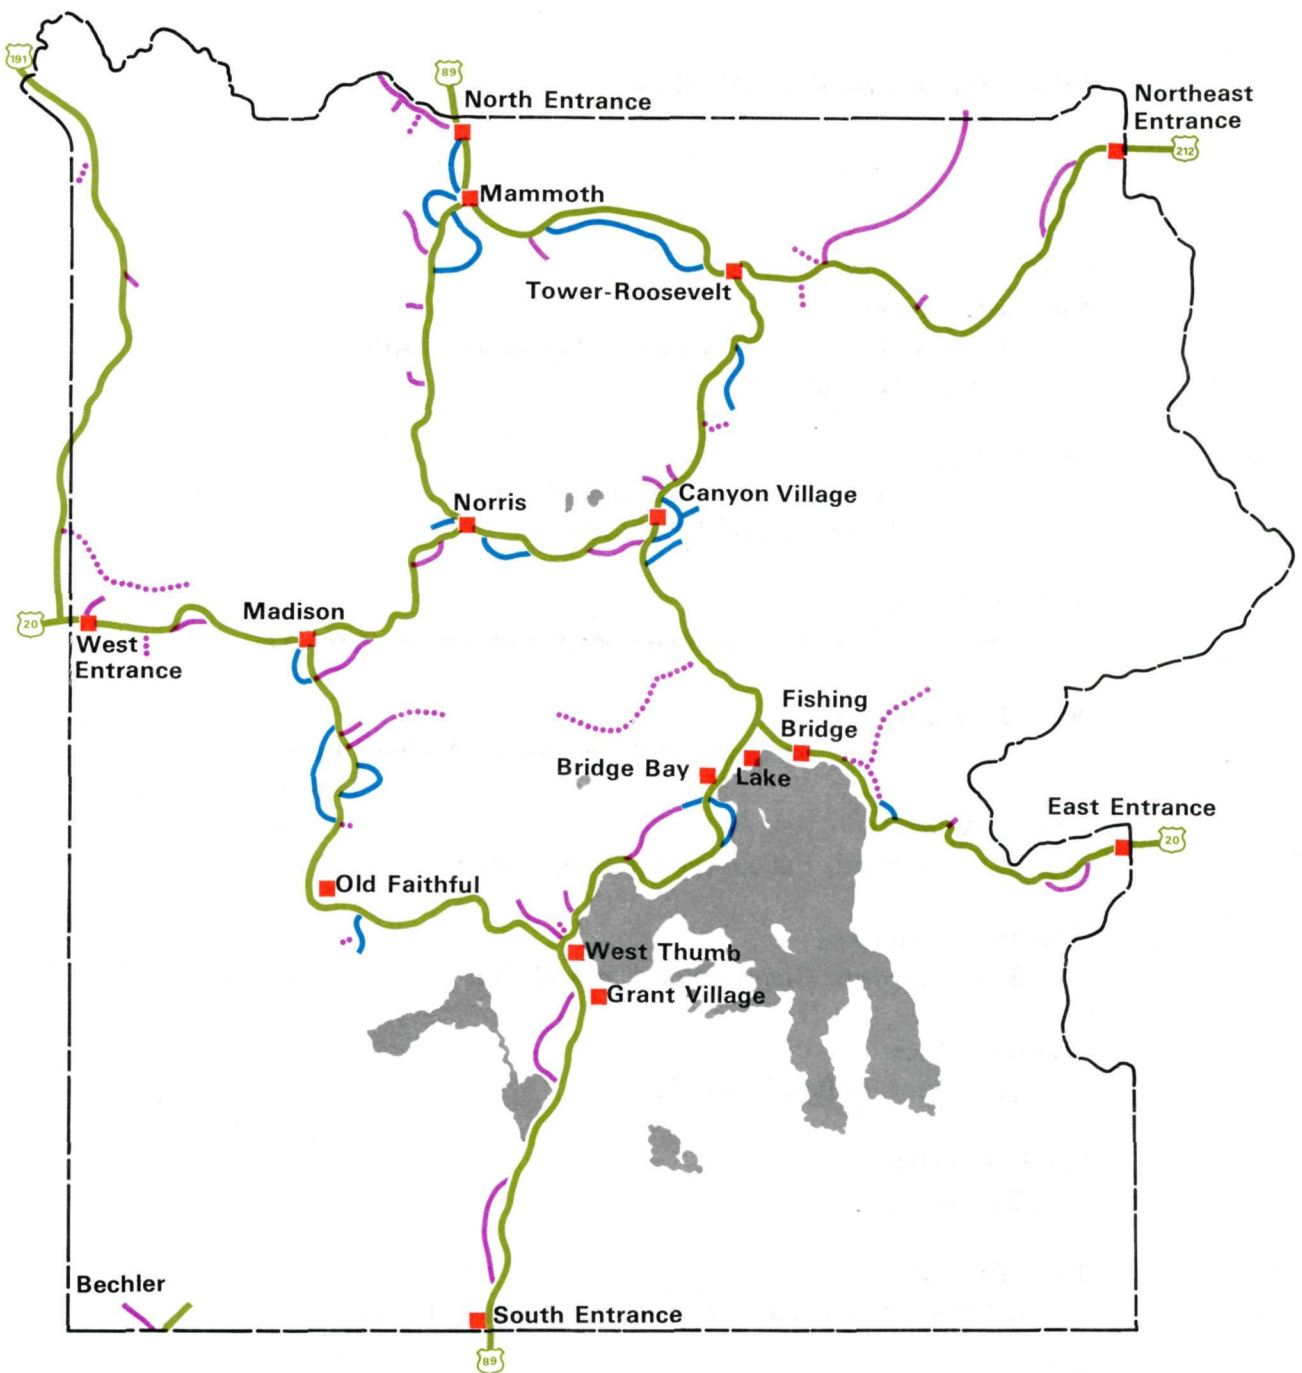 191
89
North Entrance
Northeast
Entrance
212
Mammoth
Tower-Roosevelt
Norris
Canyon Village
Madison
20
West
Entrance
Fishing
Bridge
Bridge Bay
Lake
East Entrance
20
Old Faithful
West Thumb
Grant Village
Bechler
South Entrance
89